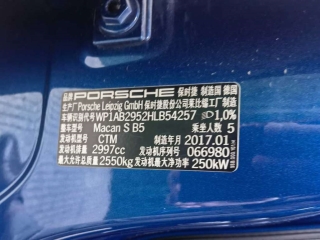 品牌 PORSCHE 保时捷 制造国 德国
生产厂 Porsche Leipzig GmbH 保时捷股份公司莱比锡工厂制造
车辆识别代号 WP1AB2952HLB54257 1,0%
整车型号 Macan S B5 乘坐人数 5
发动机型号 CTM 制造年月 2017.01
发动机排量 2997cc 发动机序列号 066980
最大允许总质量 2550kg 发动机最大净功率 250kW